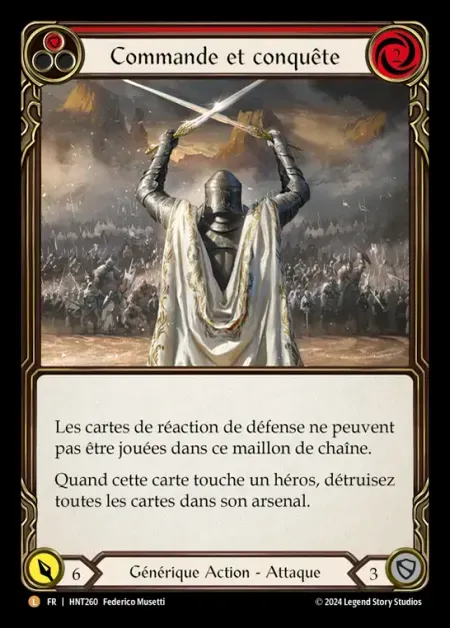 Commande et conquête
2
Les cartes de réaction de défense ne peuvent
pas être jouées dans ce maillon de chaîne.
Quand cette carte touche un héros, détruisez
toutes les cartes dans son arsenal.
6
Générique Action - Attaque
3
L FR | HNT260 Federico Musetti
© 2024 Legend Story Studios